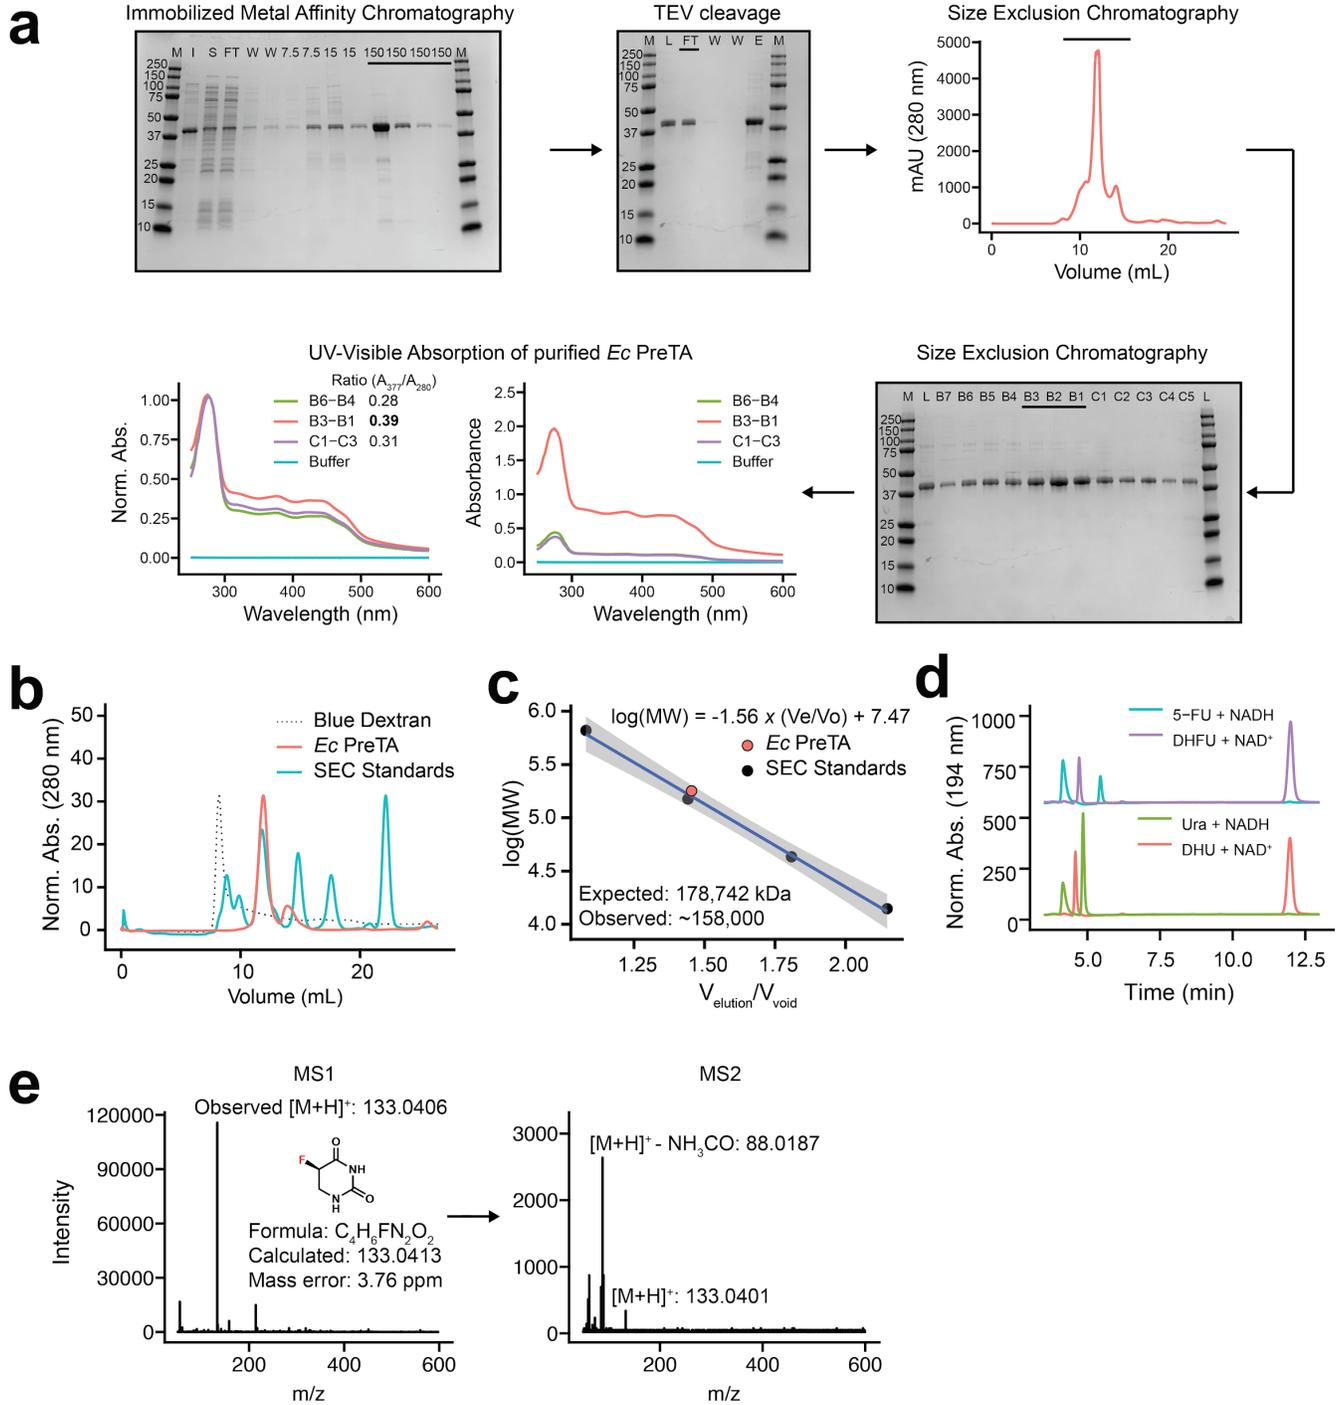 a
Immobilized Metal Affinity Chromatography
M I S FT W W 7.5 7.5 15 15 150 150 150 150 M
250
150
100
75
50
37
25
20
15
10
TEV cleavage
M L FT W W E M
250
150
100
75
50
37
25
20
15
10
Size Exclusion Chromatography
mAU (280 nm)
5000
4000
3000
2000
1000
0
0 10 20
Volume (mL)
UV-Visible Absorption of purified Ec PreTA
Ratio (A377/A280)
B6−B4 0.28
B3−B1 0.39
C1−C3 0.31
Buffer
Norm. Abs.
1.00
0.75
0.50
0.25
0.00
300 400 500 600
Wavelength (nm)
B6−B4
B3−B1
C1−C3
Buffer
Absorbance
2.5
2.0
1.5
1.0
0.5
0.0
300 400 500 600
Wavelength (nm)
Size Exclusion Chromatography
M L B7 B6 B5 B4 B3 B2 B1 C1 C2 C3 C4 C5 L
250
150
100
75
50
37
25
20
15
10
b
Norm. Abs. (280 nm)
50
40
30
20
10
0
Blue Dextran
Ec PreTA
SEC Standards
0 10 20
Volume (mL)
c
log(MW)
6.0
5.5
5.0
4.5
4.0
log(MW) = -1.56 x (Ve/Vo) + 7.47
Ec PreTA
SEC Standards
Expected: 178,742 kDa
Observed: ~158,000
1.25 1.50 1.75 2.00
Velution/Vvoid
d
Norm. Abs. (194 nm)
1000
750
500
250
0
5−FU + NADH
DHFU + NAD+
Ura + NADH
DHU + NAD+
5.0 7.5 10.0 12.5
Time (min)
e
MS1
Intensity
120000
90000
60000
30000
0
Observed [M+H]+: 133.0406
O
F
NH
N
H
O
Formula: C4H6FN2O2
Calculated: 133.0413
Mass error: 3.76 ppm
200 400 600
m/z
MS2
3000
2000
1000
0
[M+H]+ - NH3CO: 88.0187
[M+H]+: 133.0401
200 400 600
m/z